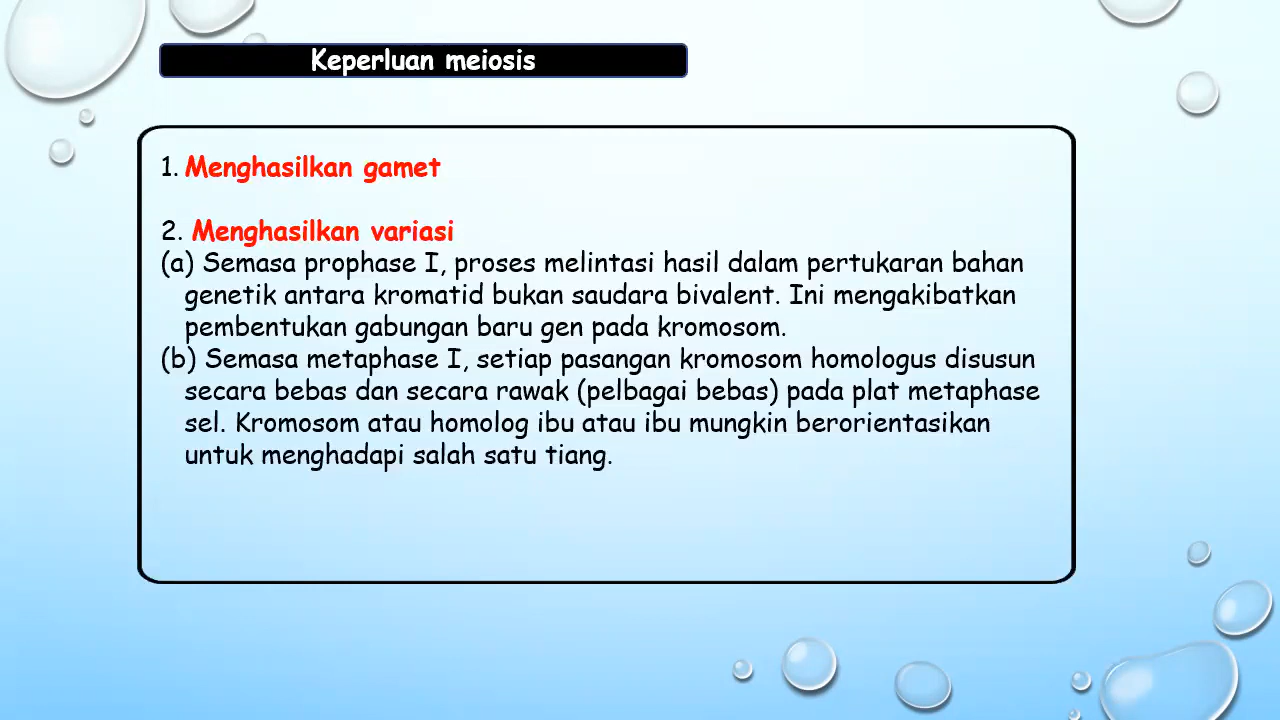 Keperluan meiosis
1. Menghasilkan gamet
2. Menghasilkan variasi
(a) Semasa prophase I, proses melintasi hasil dalam pertukaran bahan
genetik antara kromatid bukan saudara bivalent. Ini mengakibatkan
pembentukan gabungan baru gen pada kromosom.
(b) Semasa metaphase I, setiap pasangan kromosom homologus disusun
secara bebas dan secara rawak (pelbagai bebas) pada plat metaphase
sel. Kromosom atau homolog ibu atau ibu mungkin berorientasikan
untuk menghadapi salah satu tiang.